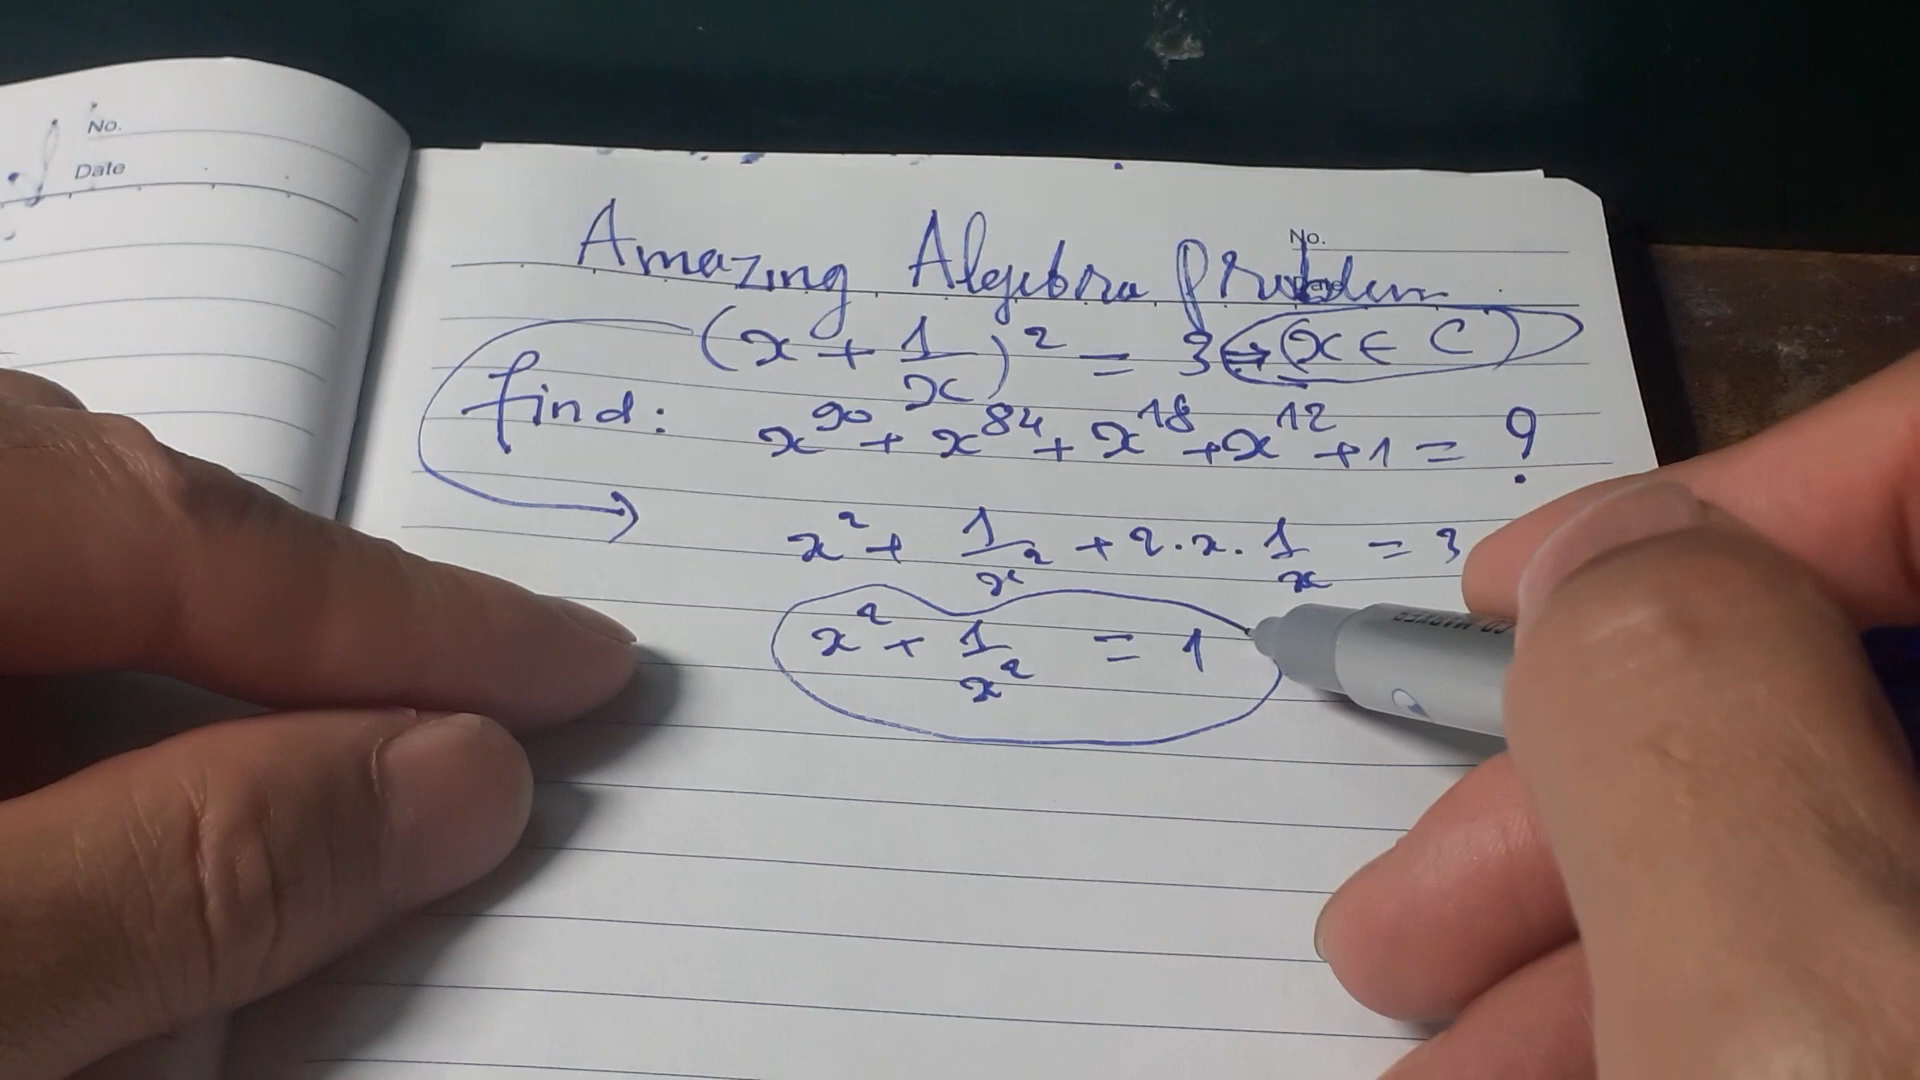 No.
Date
No.
Amazing Algebra Problem
(x + 1/x)² = 3 ⇒ (x ∈ C)
find: x⁹⁰ + x⁸⁴ + x¹⁸ + x¹² + 1 = ?
x² + 1/x² + 2 · x · 1/x = 3
x² + 1/x² = 1